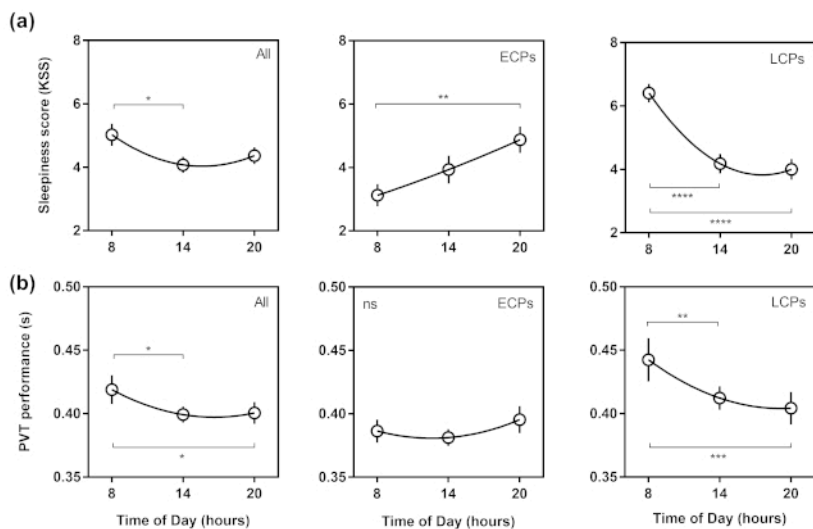 (a)
All
ECPs
LCPs
Sleepiness score (KSS)
8
6
4
2
*
8 14 20
8
6
4
2
**
8 14 20
8
6
4
2
****
****
8 14 20
(b)
All
ns ECPs
LCPs
PVT performance (s)
0.50
0.45
0.40
0.35
*
*
8 14 20
Time of Day (hours)
0.50
0.45
0.40
0.35
8 14 20
Time of Day (hours)
0.50
0.45
0.40
0.35
**
***
8 14 20
Time of Day (hours)